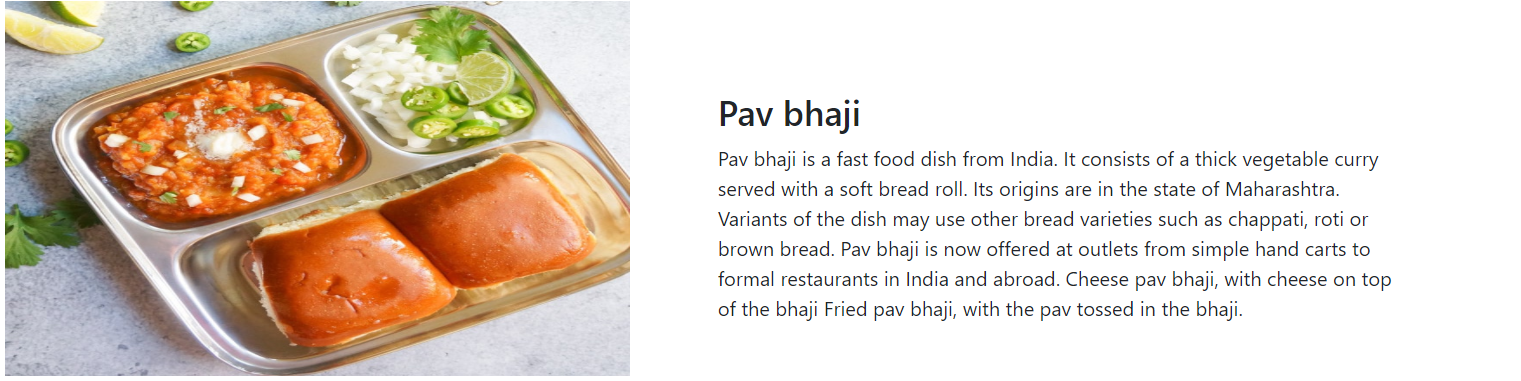 Pav bhaji
Pav bhaji is a fast food dish from India. It consists of a thick vegetable curry
served with a soft bread roll. Its origins are in the state of Maharashtra.
Variants of the dish may use other bread varieties such as chappati, roti or
brown bread. Pav bhaji is now offered at outlets from simple hand carts to
formal restaurants in India and abroad. Cheese pav bhaji, with cheese on top
of the bhaji Fried pav bhaji, with the pav tossed in the bhaji.